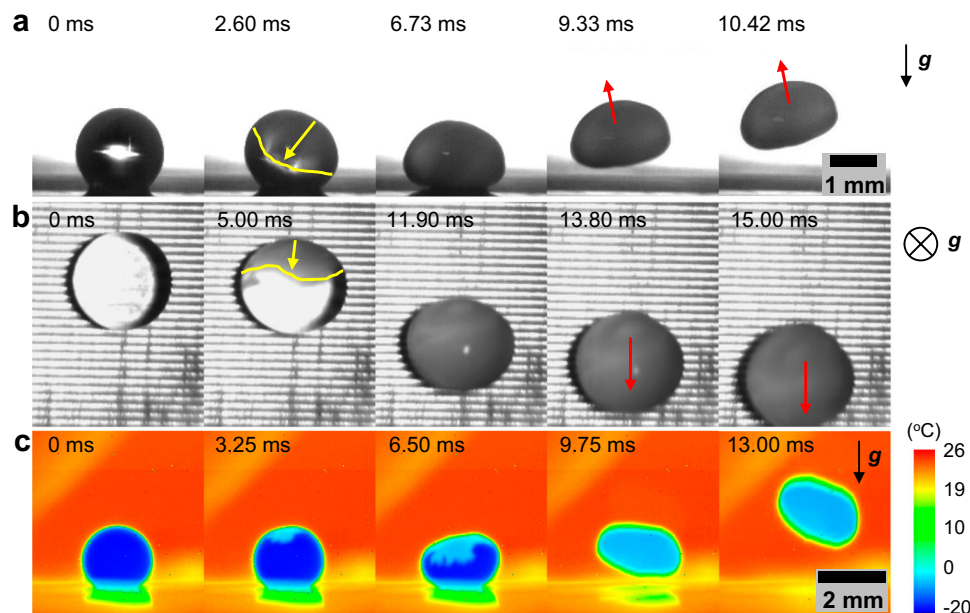 a
0 ms
2.60 ms
6.73 ms
9.33 ms
10.42 ms
g
1 mm
b
0 ms
5.00 ms
11.90 ms
13.80 ms
15.00 ms
g
c
0 ms
3.25 ms
6.50 ms
9.75 ms
13.00 ms
g
2 mm
(°C)
26
19
10
0
-20